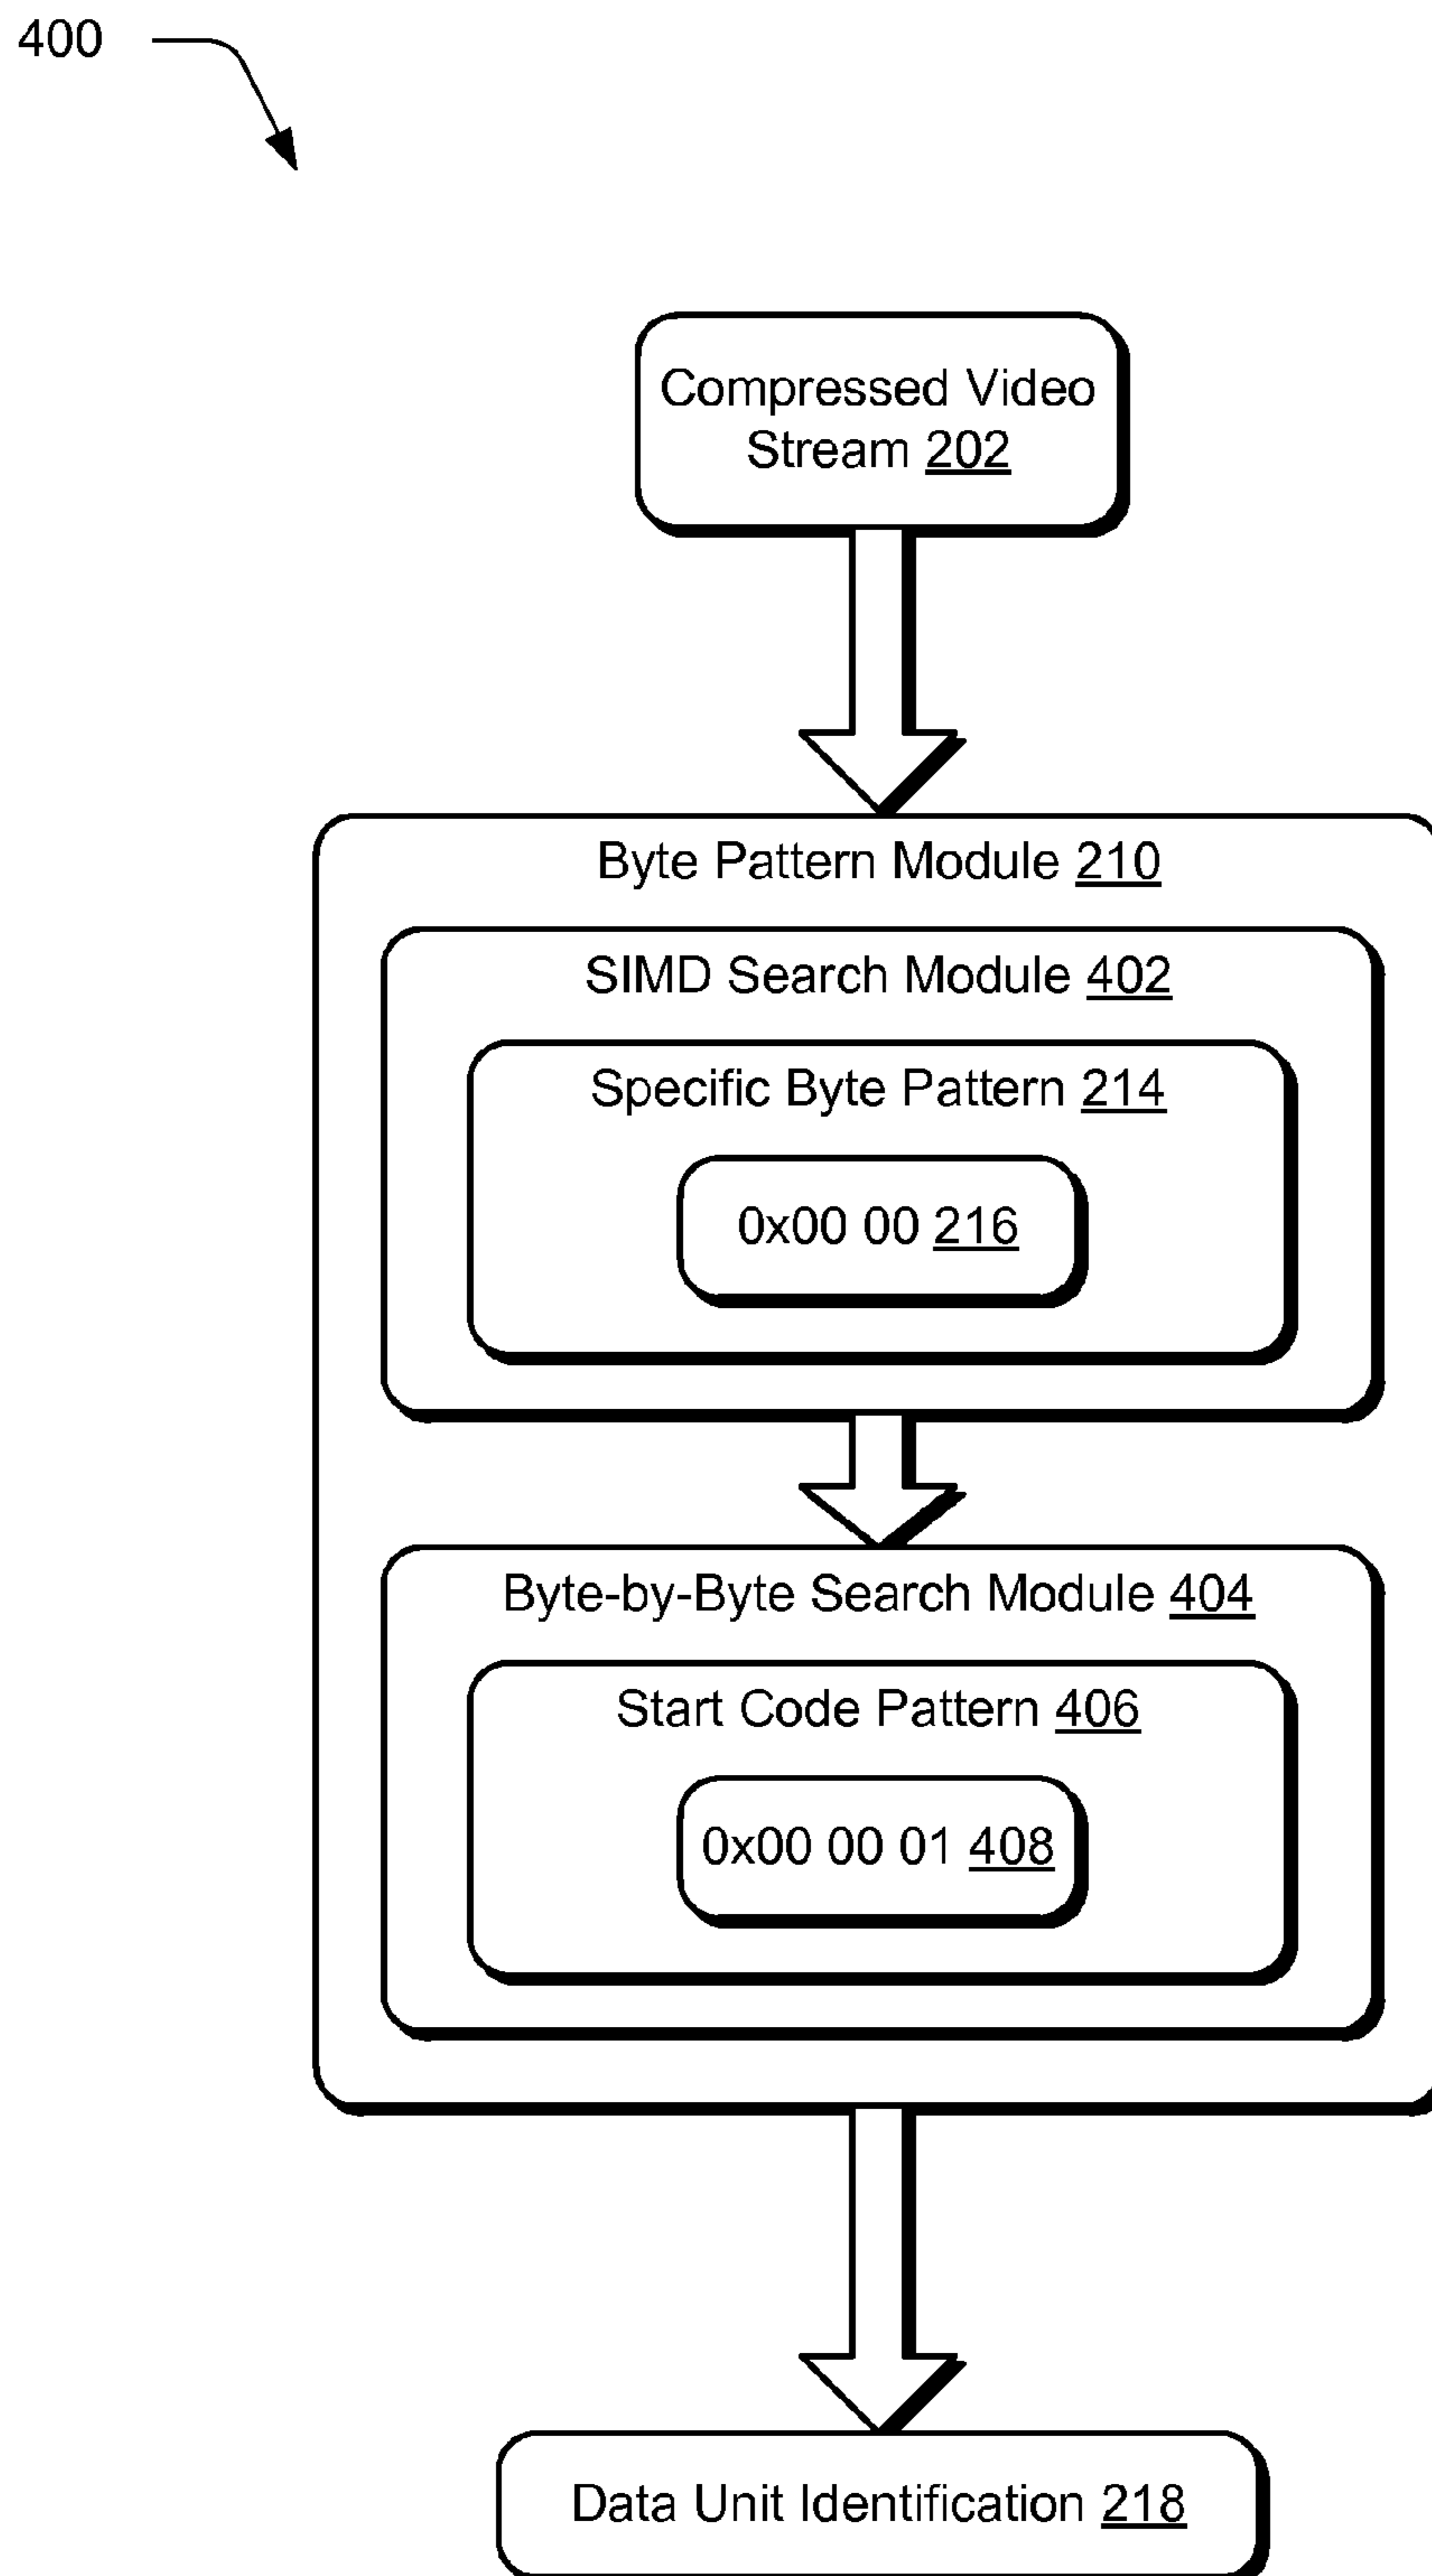 400
Compressed Video
Stream 202
Byte Pattern Module 210
SIMD Search Module 402
Specific Byte Pattern 214
0x00 00 216
Byte-by-Byte Search Module 404
Start Code Pattern 406
0x00 00 01 408
Data Unit Identification 218